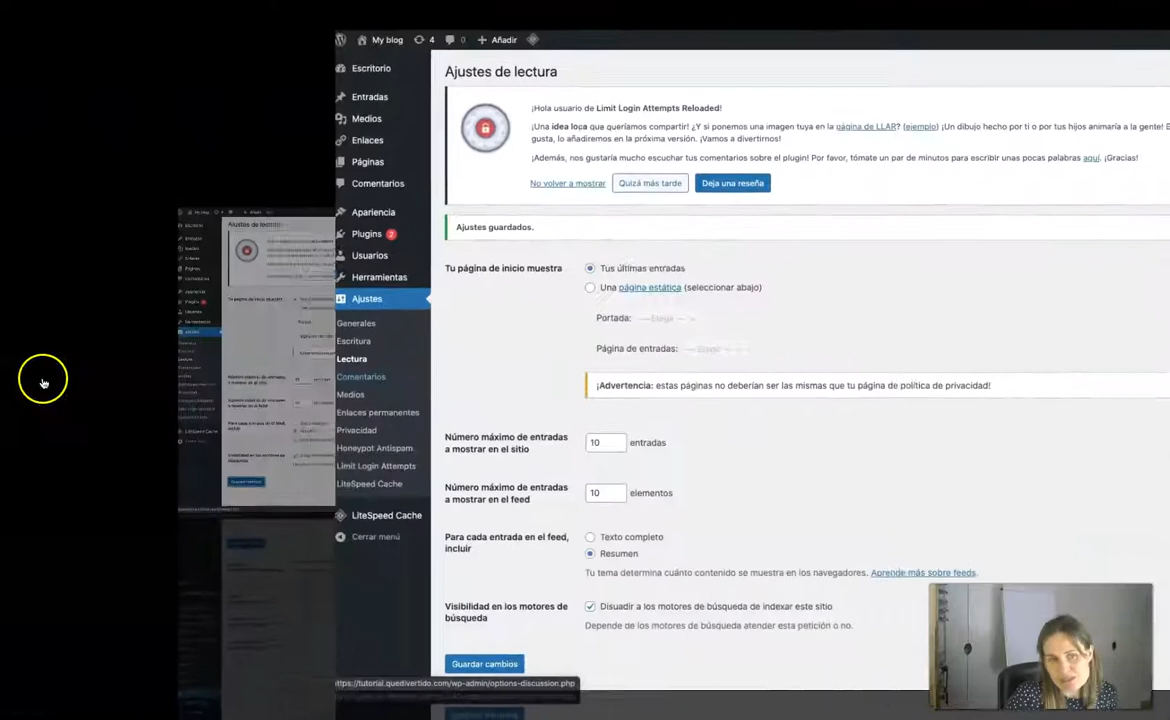 My blog 4 0 Añadir
Escritorio
Entradas
Medios
Enlaces
Páginas
Comentarios
Apariencia
Plugins 2
Usuarios
Herramientas
Ajustes
Generales
Escritura
Lectura
Comentarios
Medios
Enlaces permanentes
Privacidad
Honeypot Antispam
Limit Login Attempts
LiteSpeed Cache
LiteSpeed Cache
Cerrar menú
Ajustes de lectura
¡Hola usuario de Limit Login Attempts Reloaded!
¡Una idea loca que queríamos compartir! ¿Y si ponemos una imagen tuya en la página de LLAR? (ejemplo) ¡Un dibujo hecho por ti o por tus hijos animaría a la gente!
gusta, lo añadiremos en la próxima versión. ¡Vamos a divertirnos!
¡Además, nos gustaría mucho escuchar tus comentarios sobre el plugin! Por favor, tómate un par de minutos para escribir unas pocas palabras aquí. ¡Gracias!
No volver a mostrar Quizá más tarde Deja una reseña
Ajustes guardados.
Tu página de inicio muestra
Tus últimas entradas
Una página estática (seleccionar abajo)
Portada: — Elegir —
Página de entradas: — Elegir —
¡Advertencia: estas páginas no deberían ser las mismas que tu página de política de privacidad!
Número máximo de entradas
a mostrar en el sitio
10 entradas
Número máximo de entradas
a mostrar en el feed
10 elementos
Para cada entrada en el feed,
incluir
Texto completo
Resumen
Tu tema determina cuánto contenido se muestra en los navegadores. Aprende más sobre feeds.
Visibilidad en los motores de
búsqueda
Disuadir a los motores de búsqueda de indexar este sitio
Depende de los motores de búsqueda atender esta petición o no.
Guardar cambios
https://tutorial.quedivertido.com/wp-admin/options-discussion.php